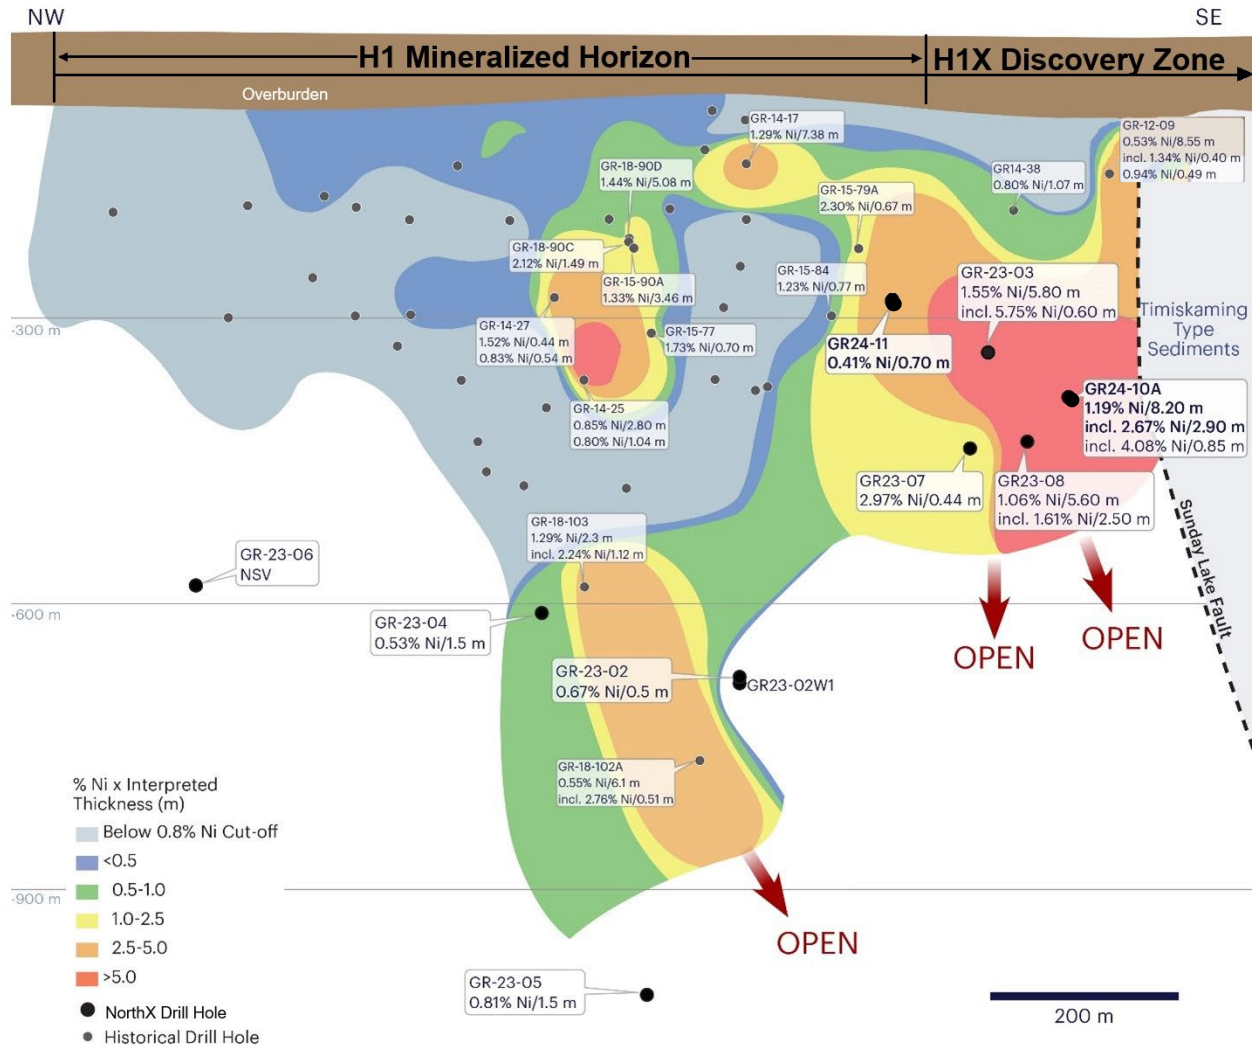 NW
SE
H1 Mineralized Horizon
H1X Discovery Zone
Overburden
GR-14-17
1.29% Ni/7.38 m
GR-12-09
0.53% Ni/8.55 m
incl. 1.34% Ni/0.40 m
0.94% Ni/0.49 m
GR-18-90D
1.44% Ni/5.08 m
GR14-38
0.80% Ni/1.07 m
GR-15-79A
2.30% Ni/0.67 m
GR-18-90C
2.12% Ni/1.49 m
GR-15-90A
1.33% Ni/3.46 m
GR-15-84
1.23% Ni/0.77 m
GR-23-03
1.55% Ni/5.80 m
incl. 5.75% Ni/0.60 m
-300 m
GR-14-27
1.52% Ni/0.44 m
0.83% Ni/0.54 m
GR-15-77
1.73% Ni/0.70 m
GR24-11
0.41% Ni/0.70 m
Timiskaming
Type
Sediments
GR-14-25
0.85% Ni/2.80 m
0.80% Ni/1.04 m
GR24-10A
1.19% Ni/8.20 m
incl. 2.67% Ni/2.90 m
incl. 4.08% Ni/0.85 m
GR23-07
2.97% Ni/0.44 m
GR23-08
1.06% Ni/5.60 m
incl. 1.61% Ni/2.50 m
Sunday Lake Fault
GR-18-103
1.29% Ni/2.3 m
incl. 2.24% Ni/1.12 m
GR-23-06
NSV
-600 m
GR-23-04
0.53% Ni/1.5 m
OPEN
OPEN
GR-23-02
0.67% Ni/0.5 m
GR23-02W1
GR-18-102A
0.55% Ni/6.1 m
incl. 2.76% Ni/0.51 m
% Ni x Interpreted
Thickness (m)
Below 0.8% Ni Cut-off
<0.5
0.5-1.0
1.0-2.5
2.5-5.0
>5.0
NorthX Drill Hole
Historical Drill Hole
-900 m
OPEN
GR-23-05
0.81% Ni/1.5 m
200 m